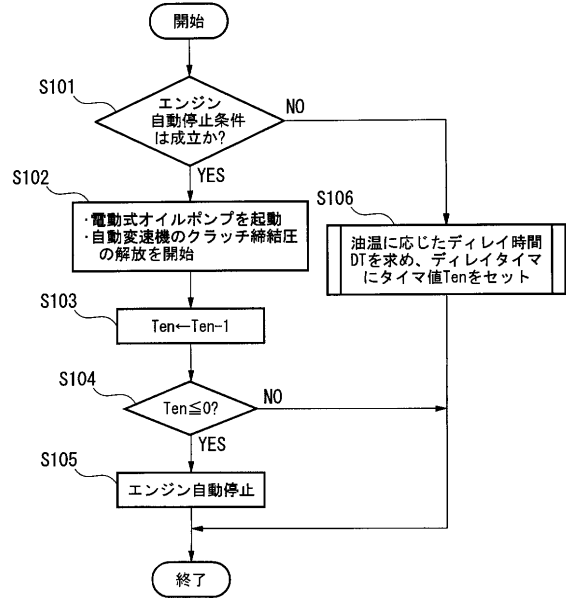 開始
S101
エンジン
自動停止条件
は成立か?
NO
YES
S102
・電動式オイルポンプを起動
・自動変速機のクラッチ締結圧
の解放を開始
S106
油温に応じたディレイ時間
DTを求め、ディレイタイマ
にタイマ値Tenをセット
S103
Ten←Ten-1
S104
Ten≦0?
NO
YES
S105
エンジン自動停止
終了